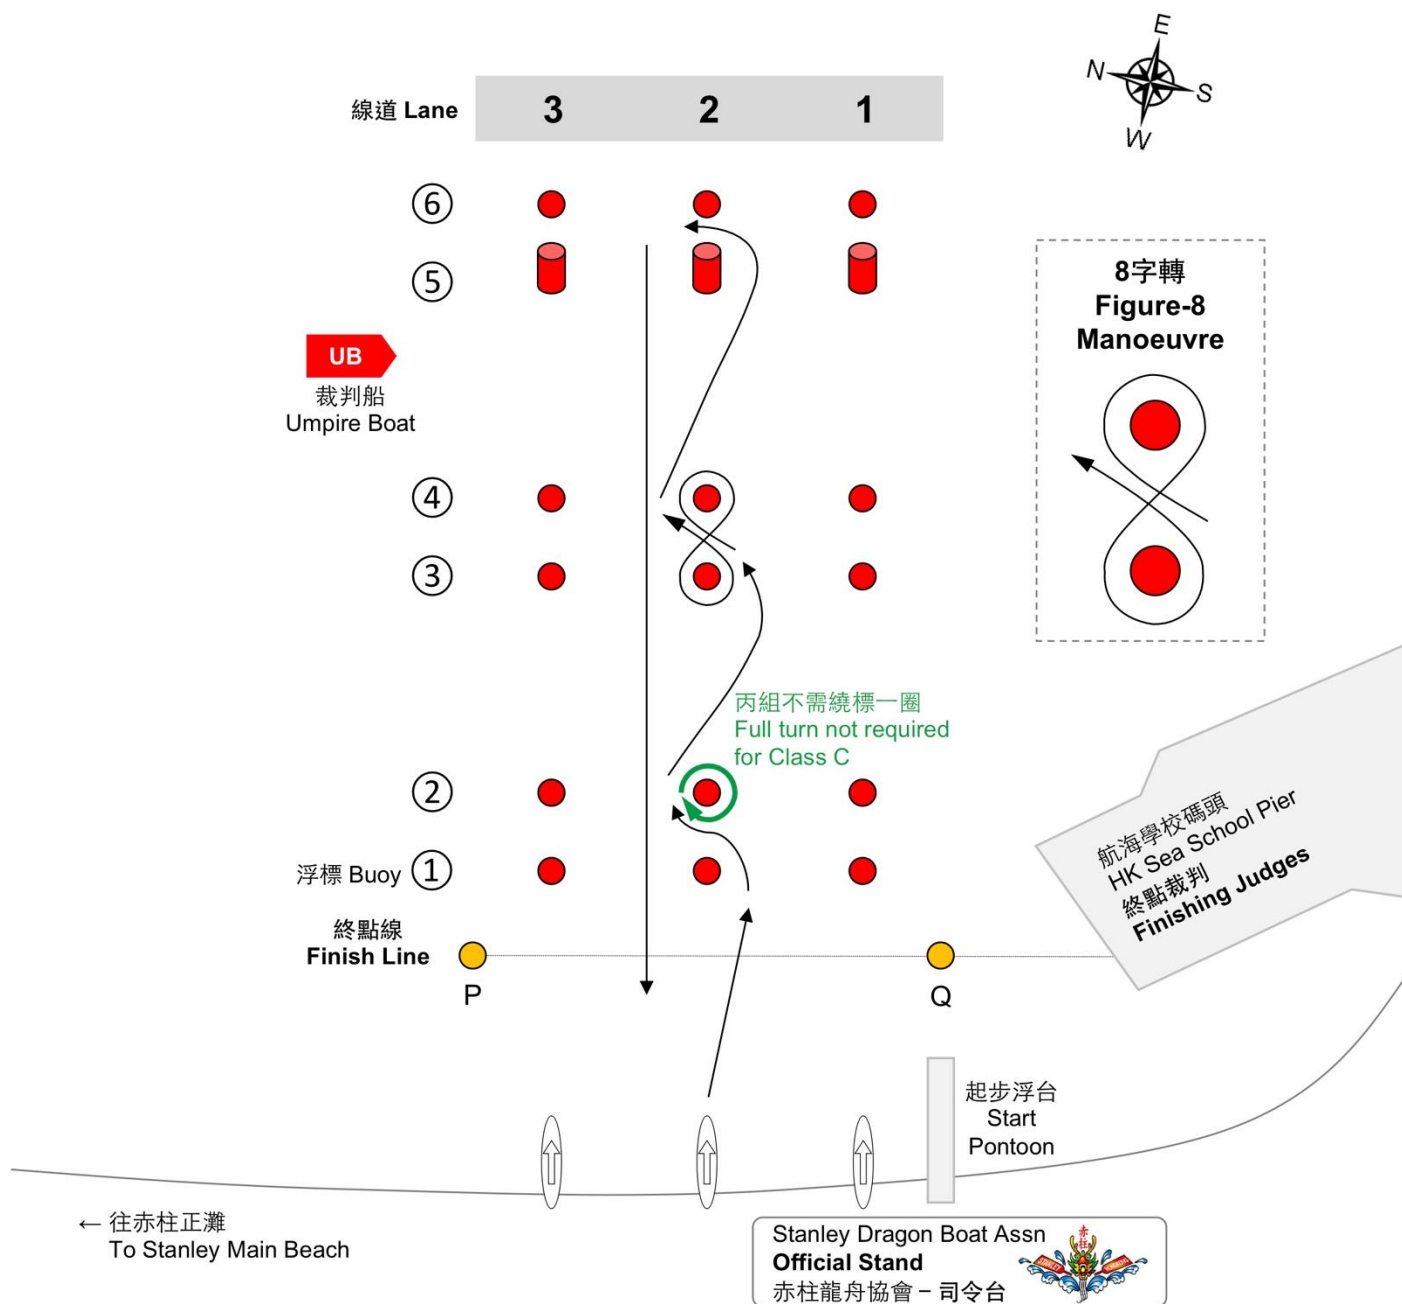 E
N
S
W
線道 Lane 3 2 1
⑥
⑤
8字轉
Figure-8
Manoeuvre
UB
裁判船
Umpire Boat
④
③
丙組不需繞標一圈
Full turn not required
for Class C
②
浮標 Buoy ①
航海學校碼頭
HK Sea School Pier
終點裁判
Finishing Judges
終點線
Finish Line
P
Q
起步浮台
Start
Pontoon
← 往赤柱正灘
To Stanley Main Beach
Stanley Dragon Boat Assn
Official Stand
赤柱龍舟協會 – 司令台
赤柱